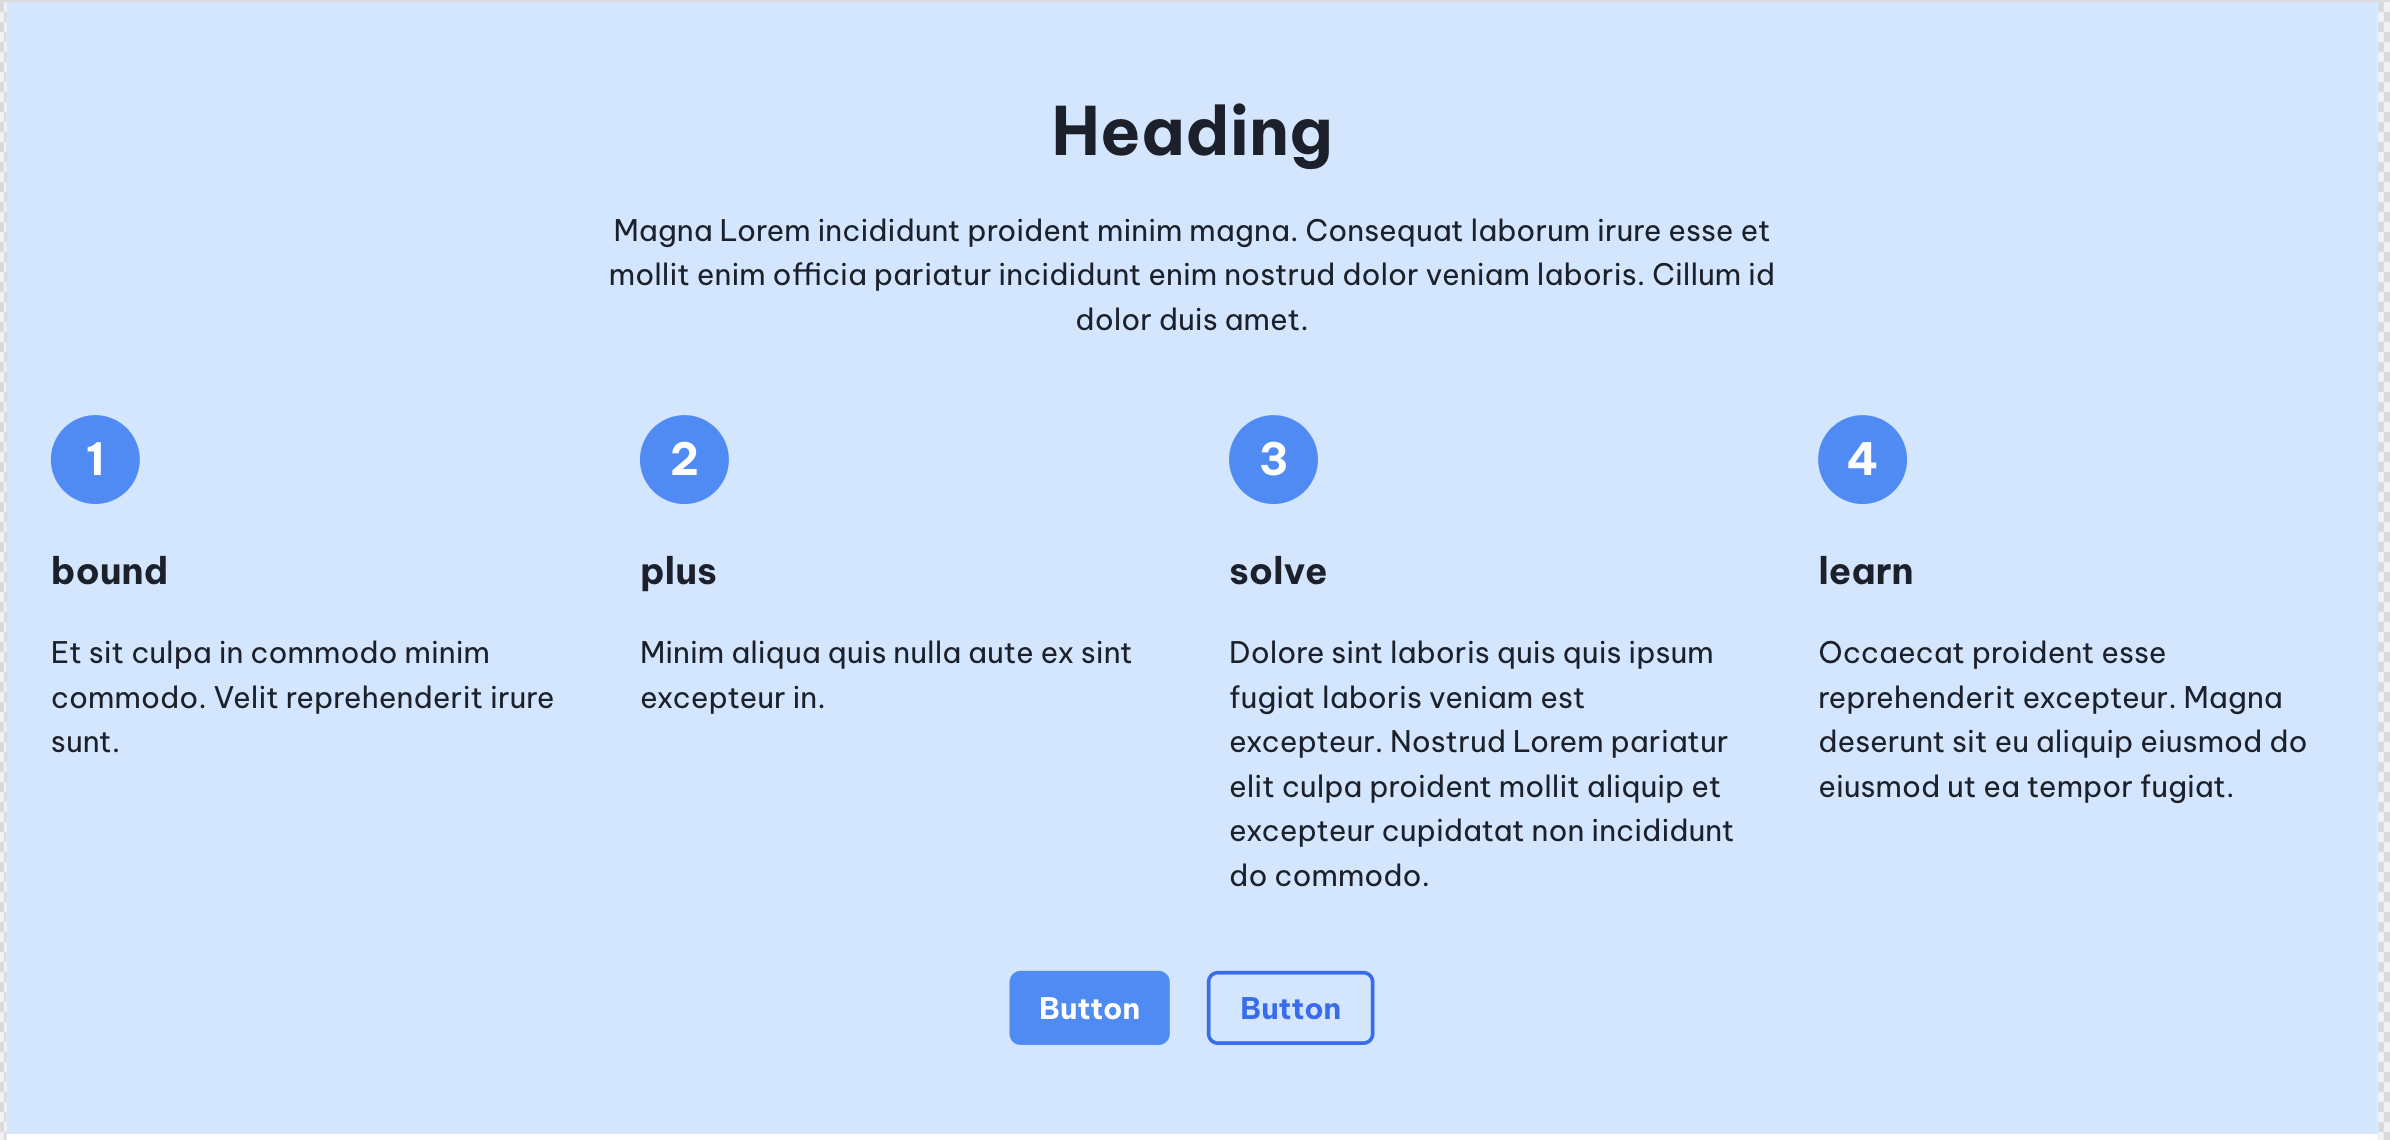 Heading
Magna Lorem incididunt proident minim magna. Consequat laborum irure esse et
mollit enim officia pariatur incididunt enim nostrud dolor veniam laboris. Cillum id
dolor duis amet.
1
bound
Et sit culpa in commodo minim
commodo. Velit reprehenderit irure
sunt.
2
plus
Minim aliqua quis nulla aute ex sint
excepteur in.
3
solve
Dolore sint laboris quis quis ipsum
fugiat laboris veniam est
excepteur. Nostrud Lorem pariatur
elit culpa proident mollit aliquip et
excepteur cupidatat non incididunt
do commodo.
4
learn
Occaecat proident esse
reprehenderit excepteur. Magna
deserunt sit eu aliquip eiusmod do
eiusmod ut ea tempor fugiat.
Button
Button